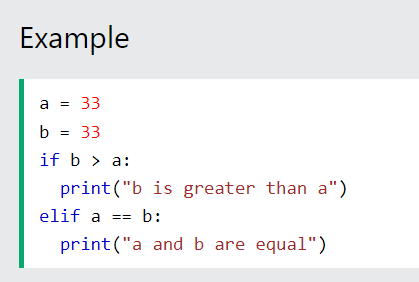 Example
a = 33
b = 33
if b > a:
  print("b is greater than a")
elif a == b:
  print("a and b are equal")